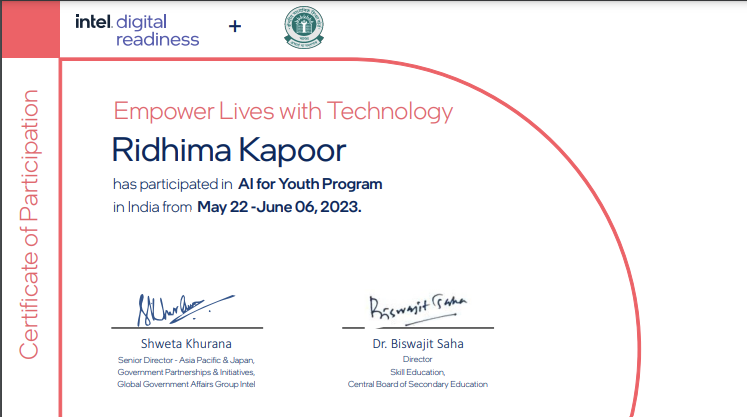 intel. digital
readiness
+
Certificate of Participation
Empower Lives with Technology
Ridhima Kapoor
has participated in AI for Youth Program
in India from May 22 -June 06, 2023.
Biswajit Saha
Shweta Khurana
Senior Director - Asia Pacific & Japan,
Government Partnerships & Initiatives,
Global Government Affairs Group Intel
Dr. Biswajit Saha
Director
Skill Education,
Central Board of Secondary Education